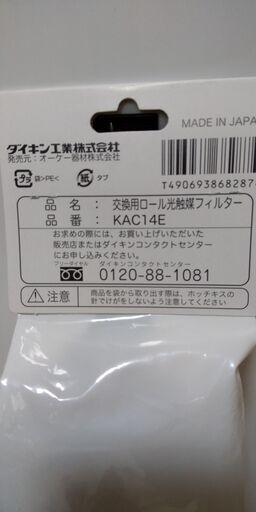 MADE IN JAPA
ダイキン工業株式会社
発売元:オーケー器材株式会社
プラ 袋>PE< 紙 タブ
T490693868287
品 名 : 交換用ロール光触媒フィルター
品 番 : KAC14E
お求めの際には、お買い上げいただいた
販売店またはダイキンコンタクトセンター
にお申し込みください。
フリーダイヤル ダイキンコンタクトセンター
0120-88-1081
注意
商品を袋から取り出す際は、ホッチキスの
針でけがをしないよう注意してください